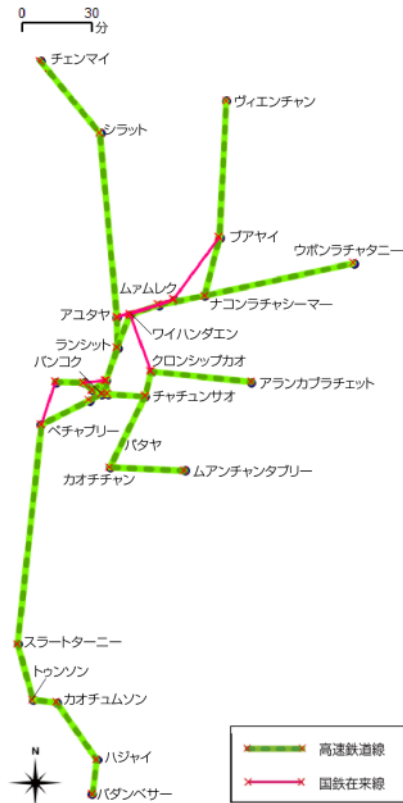 0 30
分
チェンマイ
ヴィエンチャン
シラット
ブアヤイ
ウボンラチャタニー
ムァムレク
ナコンラチャシーマー
アユタヤ
ワイハンダエン
ランシット
バンコク
クロンシップカオ
アランカプラチェット
チャチュンサオ
ペチャブリー
パタヤ
カオチチャン
ムアンチャンタブリー
スラートターニー
トゥンソン
カオチュムソン
ハジャイ
パダンベサー
N
高速鉄道線
国鉄在来線